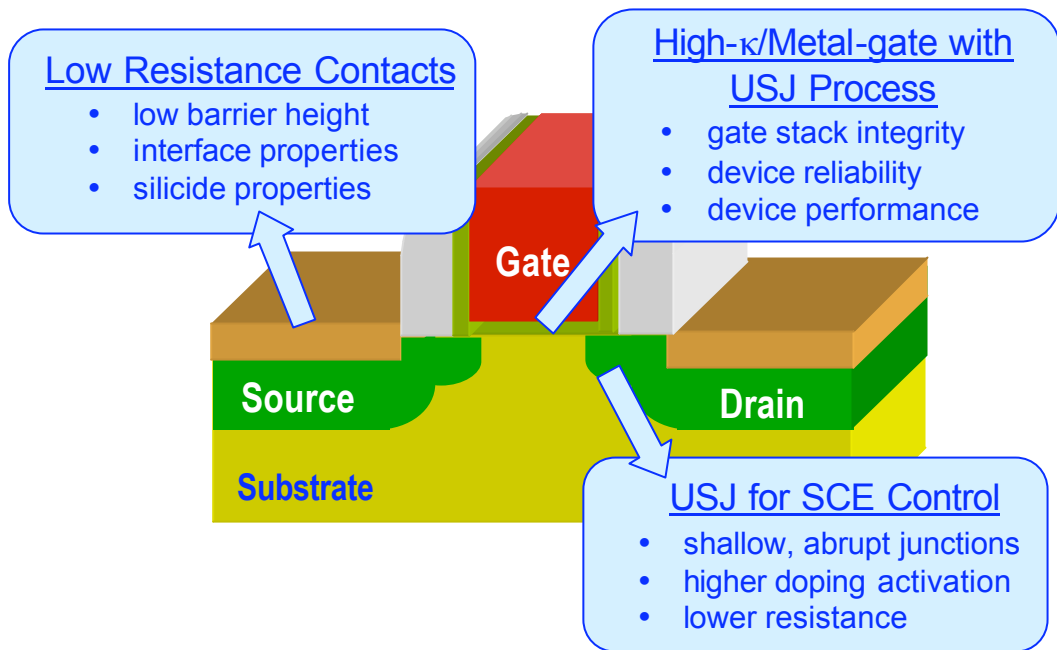 Low Resistance Contacts
• low barrier height
• interface properties
• silicide properties
High-κ/Metal-gate with
USJ Process
• gate stack integrity
• device reliability
• device performance
Gate
Source
Drain
Substrate
USJ for SCE Control
• shallow, abrupt junctions
• higher doping activation
• lower resistance